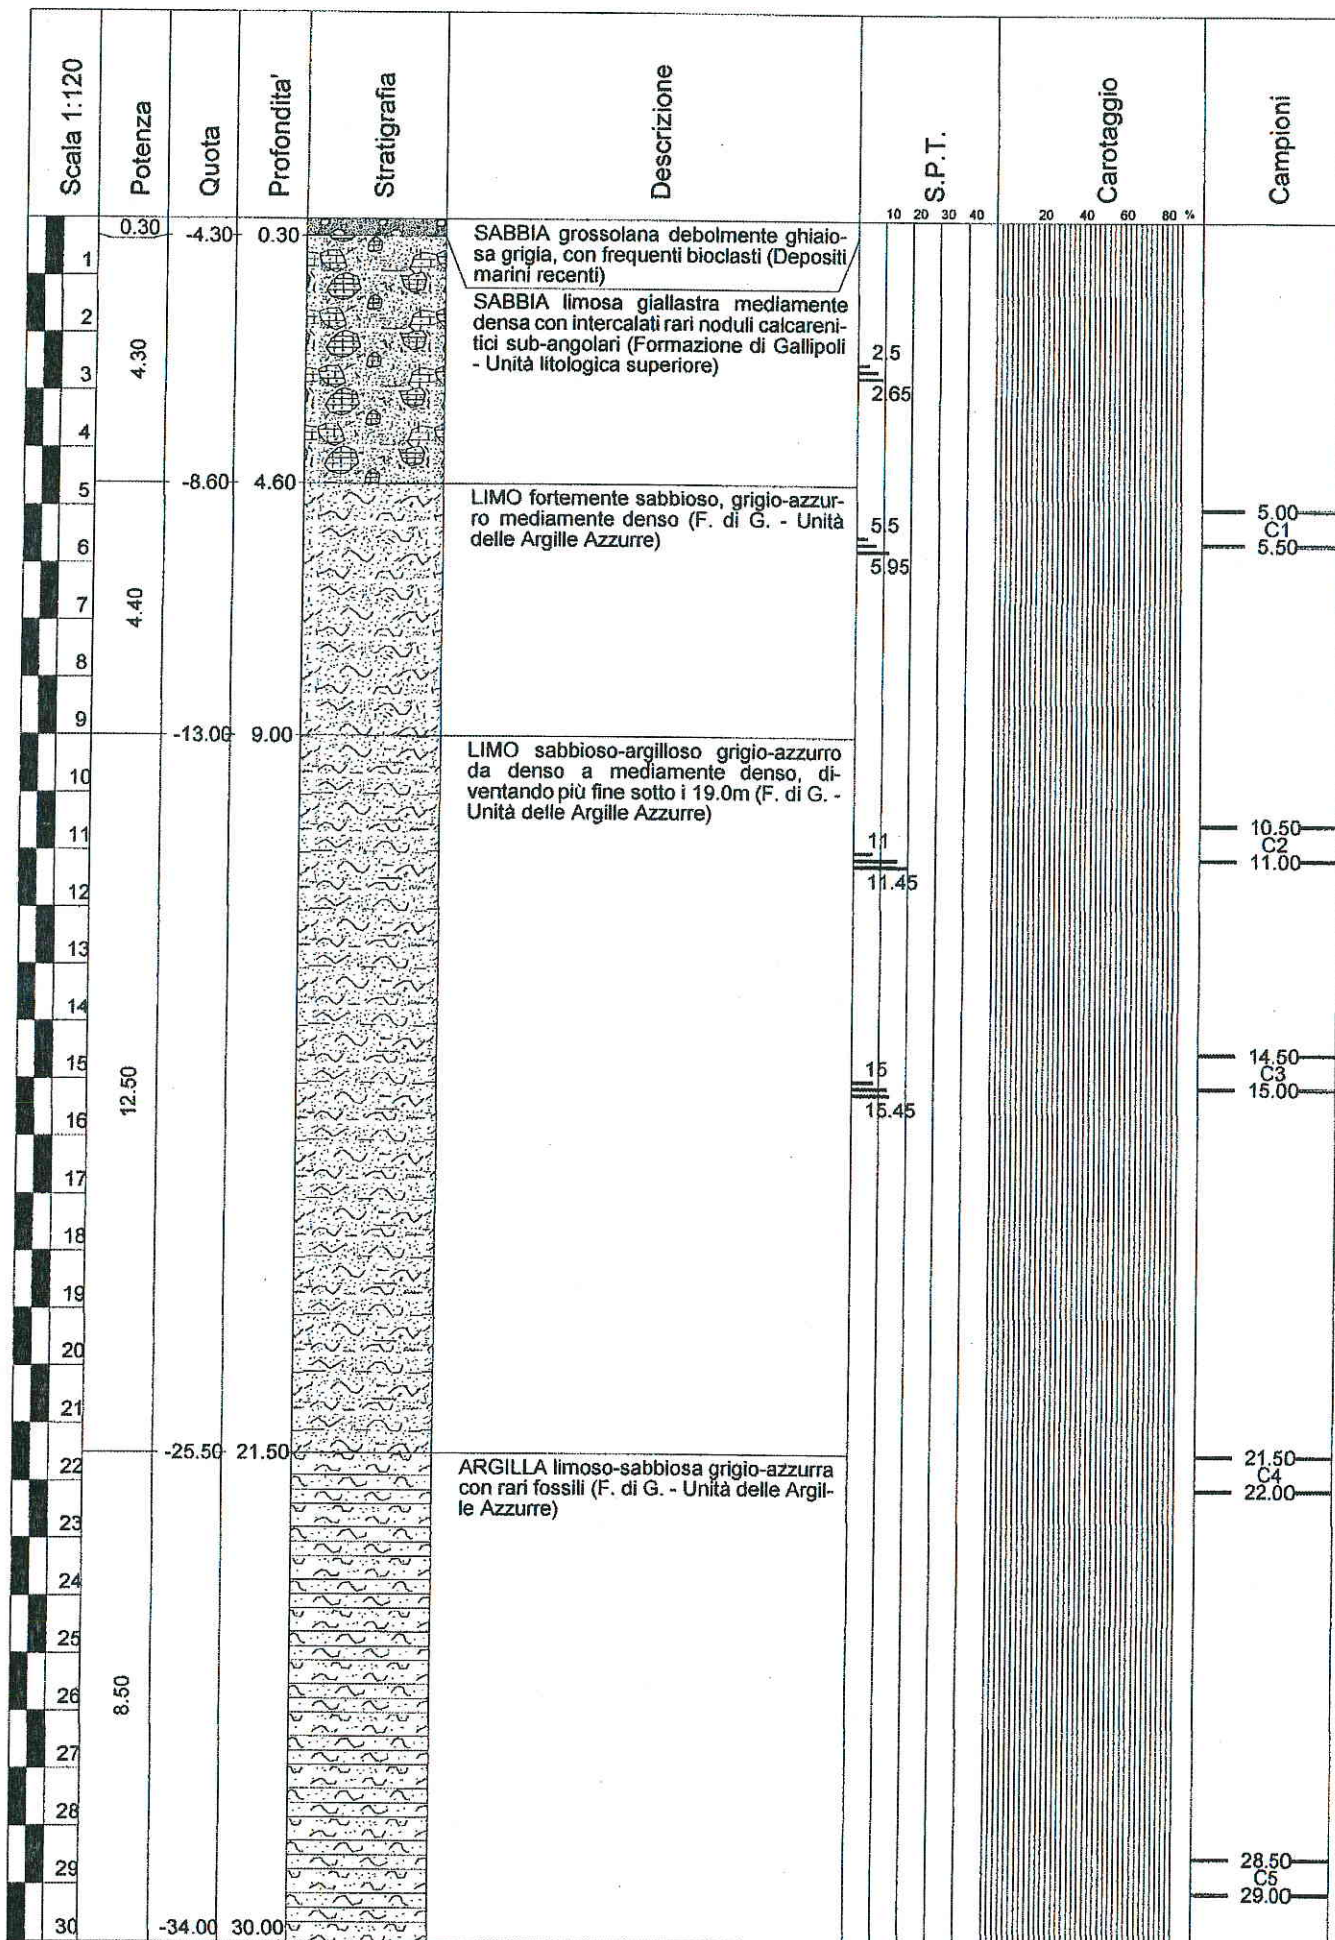 Scala 1:120
Potenza
Quota
Profondita'
Stratigrafia
Descrizione
S.P.T.
Carotaggio
Campioni
10 20 30 40
20 40 60 80 %
0.30
-4.30 0.30
SABBIA grossolana debolmente ghiaio-
sa grigia, con frequenti bioclasti (Depositi
marini recenti)
1
2
3
4
5
4.30
SABBIA limosa giallastra mediamente
densa con intercalati rari noduli calcareni-
tici sub-angolari (Formazione di Gallipoli
- Unità litologica superiore)
2.5
2.65
-8.60 4.60
LIMO fortemente sabbioso, grigio-azzur-
ro mediamente denso (F. di G. - Unità
delle Argille Azzurre)
5.5
5.95
5.00
C1
5.50
6
7
8
9
4.40
-13.00 9.00
LIMO sabbioso-argilloso grigio-azzurro
da denso a mediamente denso, di-
ventando più fine sotto i 19.0m (F. di G. -
Unità delle Argille Azzurre)
10
11
12
13
14
15
16
17
18
19
20
21
12.50
11
11.45
10.50
C2
11.00
15
15.45
14.50
C3
15.00
-25.50 21.50
ARGILLA limoso-sabbiosa grigio-azzurra
con rari fossili (F. di G. - Unità delle Argil-
le Azzurre)
21.50
C4
22.00
22
23
24
25
26
27
28
29
30
8.50
28.50
C5
29.00
-34.00 30.00